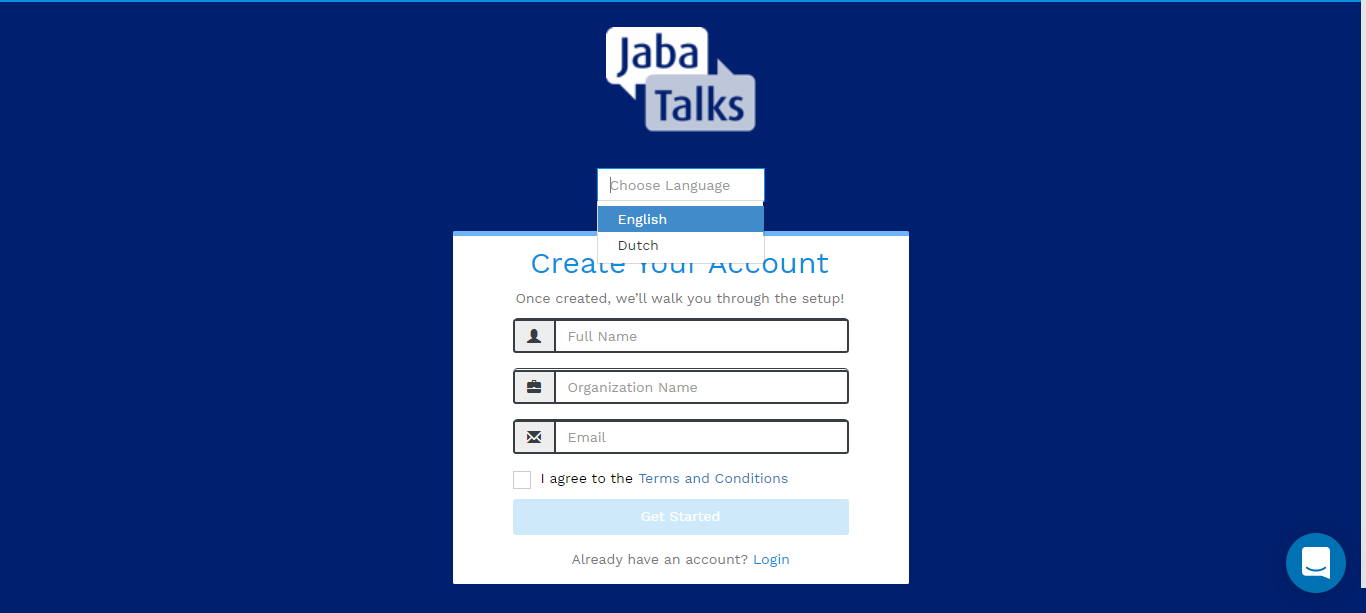 Jaba
Talks
Choose Language
English
Dutch
Create Your Account
Once created, we'll walk you through the setup!
Full Name
Organization Name
Email
I agree to the Terms and Conditions
Get Started
Already have an account? Login